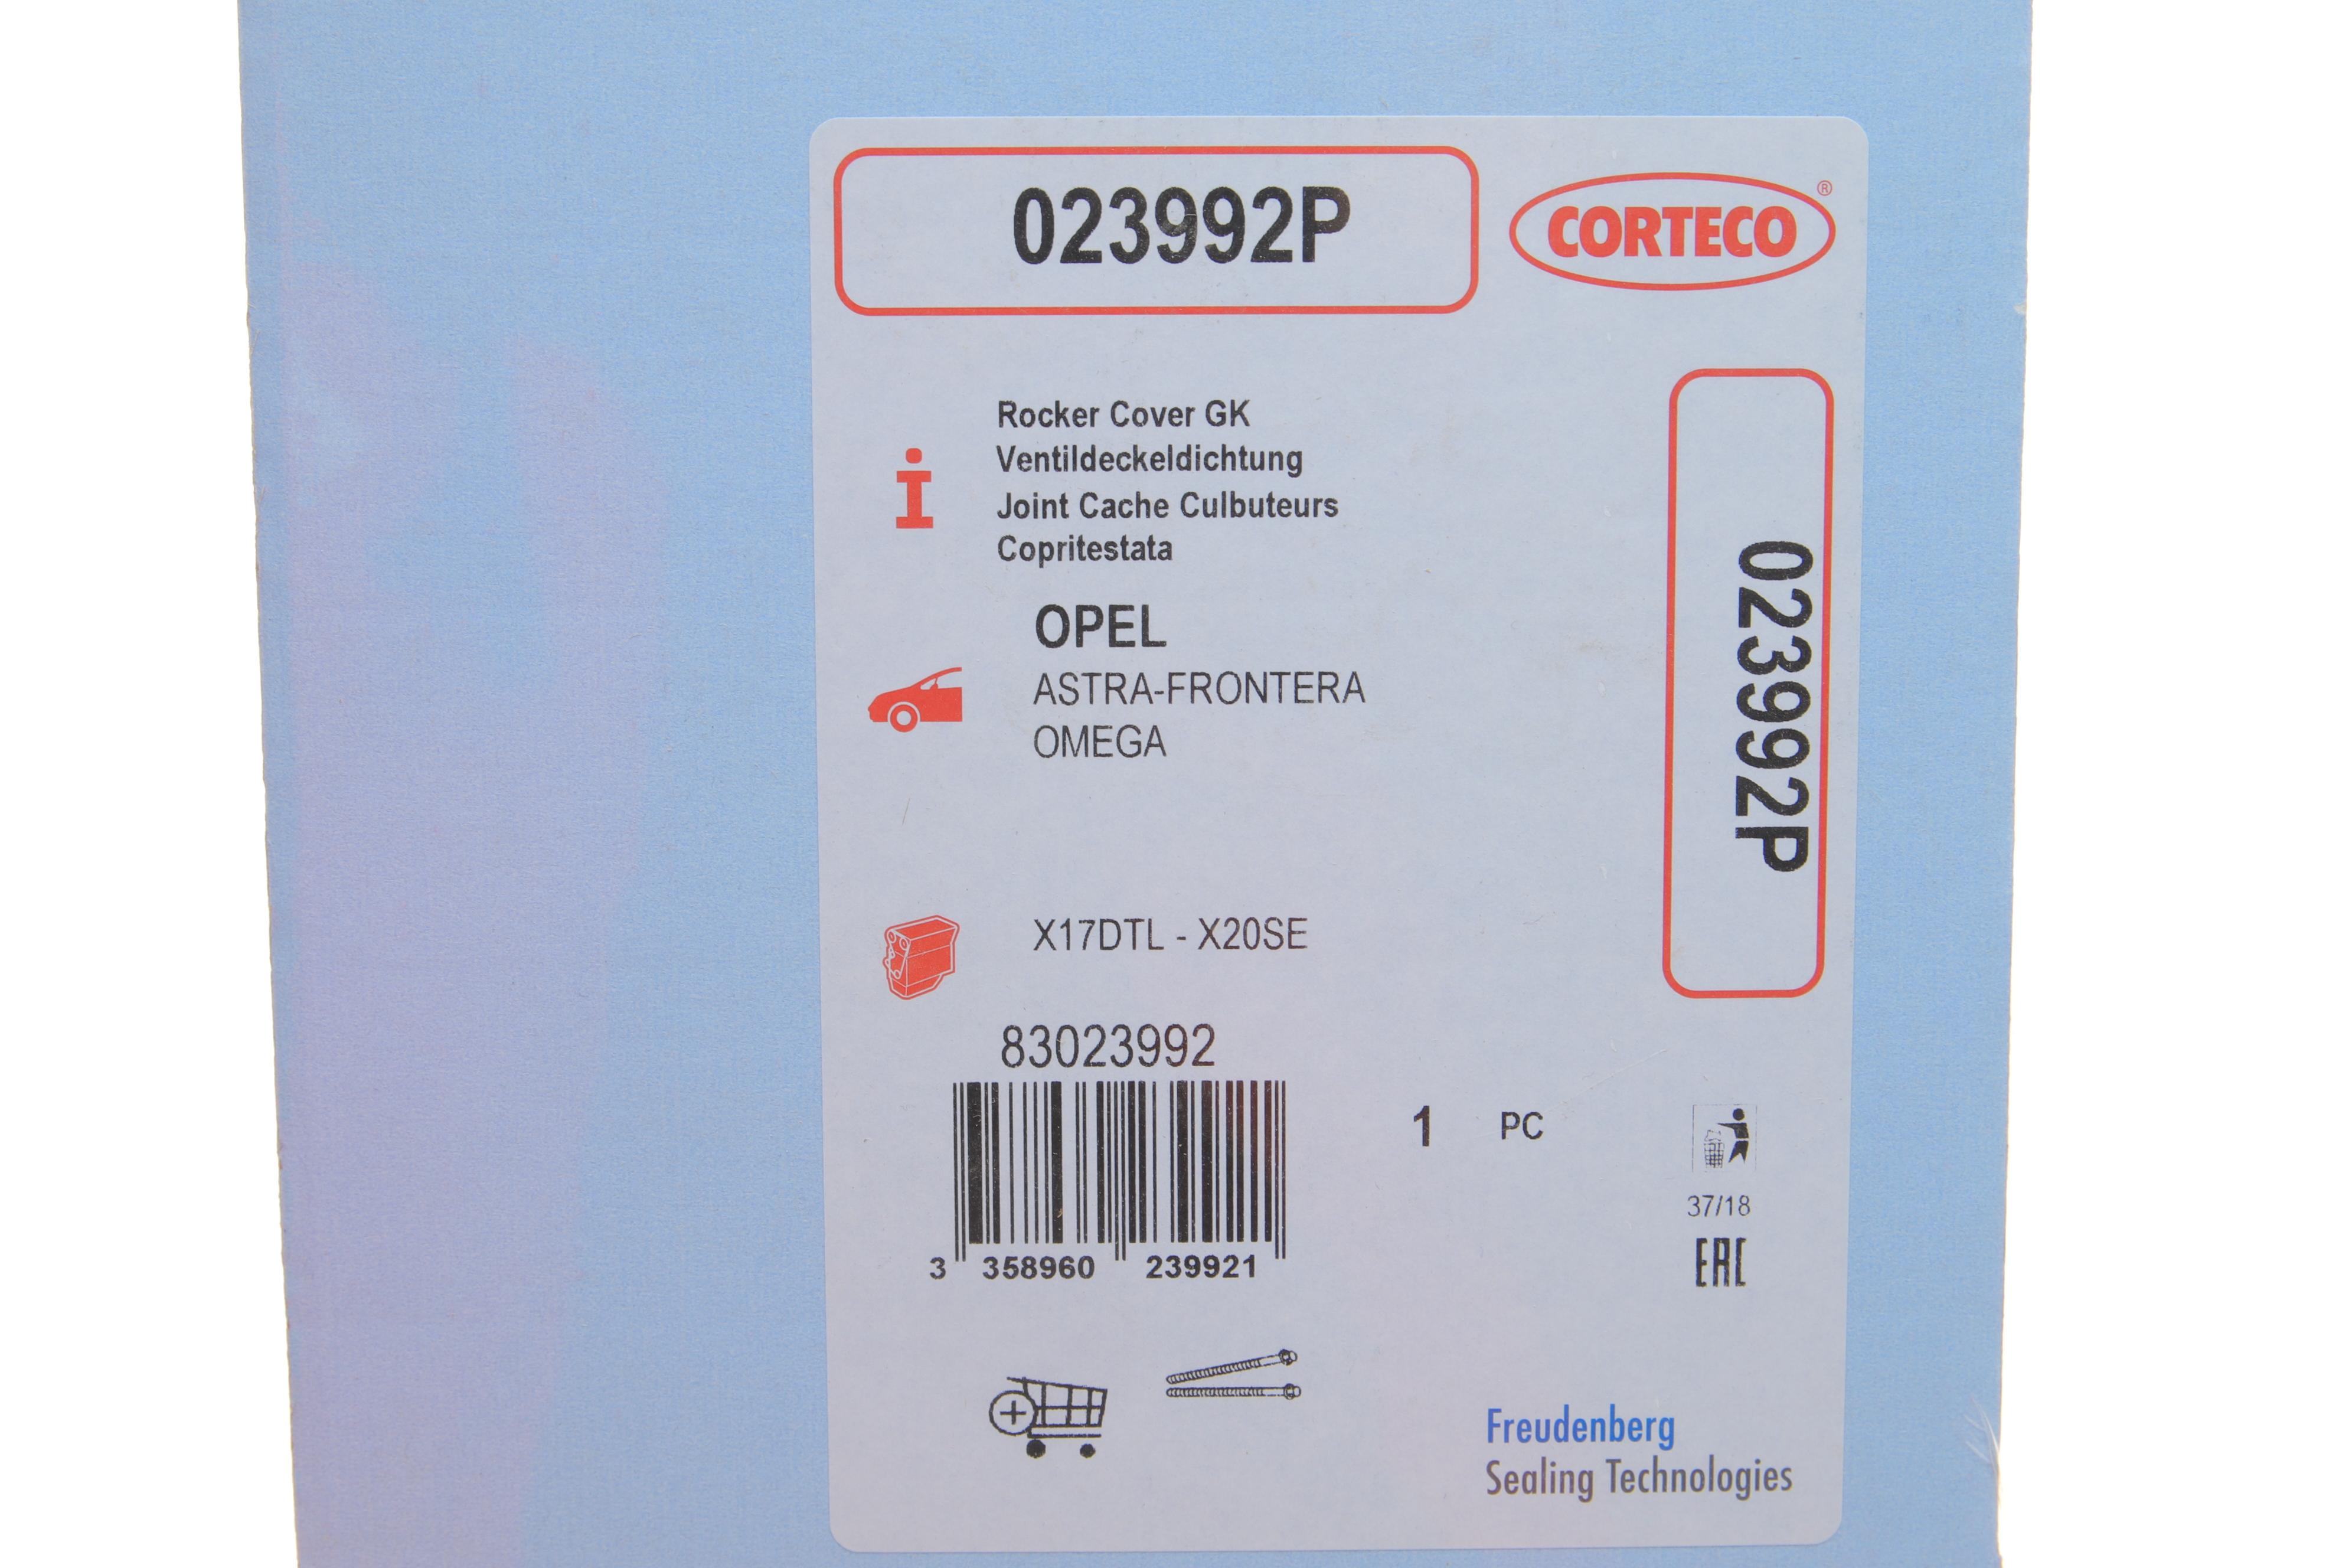 023992P
CORTECO®
Rocker Cover GK
Ventildeckeldichtung
Joint Cache Culbuteurs
Copritestata
OPEL
ASTRA-FRONTERA
OMEGA
023992P
X17DTL - X20SE
83023992
3 358960 239921
1 PC
37/18
EAC
Freudenberg
Sealing Technologies